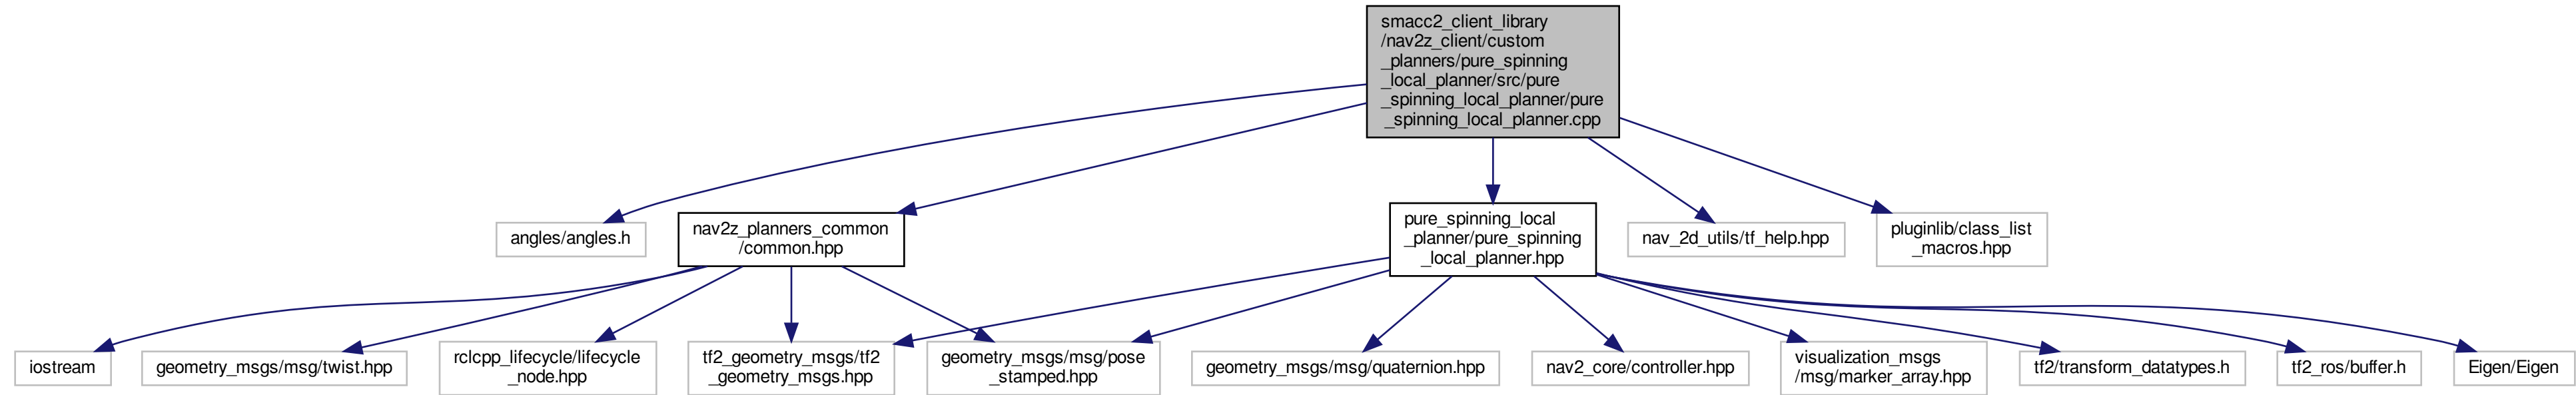 smacc2_client_library
/nav2z_client/custom
_planners/pure_spinning
_local_planner/src/pure
_spinning_local_planner/pure
_spinning_local_planner.cpp
angles/angles.h
nav2z_planners_common
/common.hpp
pure_spinning_local
_planner/pure_spinning
_local_planner.hpp
nav_2d_utils/tf_help.hpp
pluginlib/class_list
_macros.hpp
iostream
geometry_msgs/msg/twist.hpp
rclcpp_lifecycle/lifecycle
_node.hpp
tf2_geometry_msgs/tf2
_geometry_msgs.hpp
geometry_msgs/msg/pose
_stamped.hpp
geometry_msgs/msg/quaternion.hpp
nav2_core/controller.hpp
visualization_msgs
/msg/marker_array.hpp
tf2/transform_datatypes.h
tf2_ros/buffer.h
Eigen/Eigen